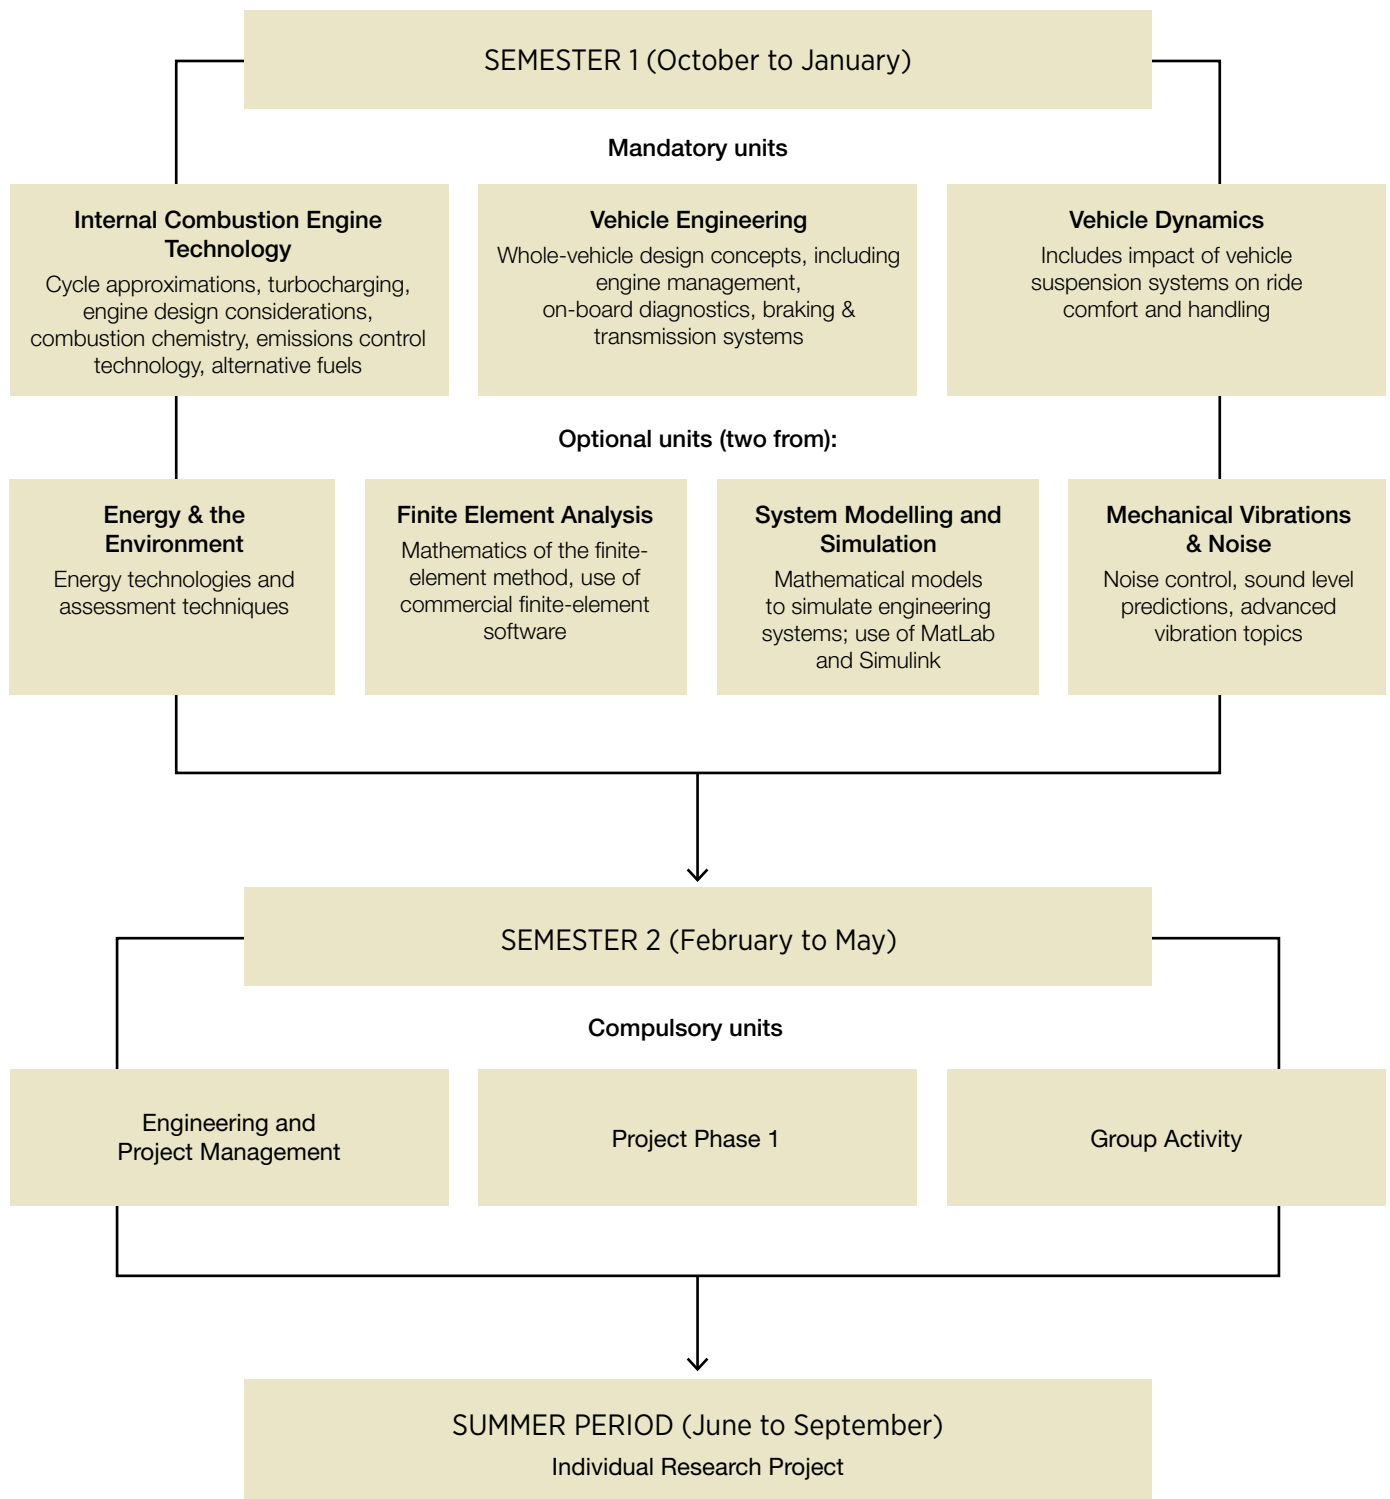 SEMESTER 1 (October to January)
Mandatory units
Internal Combustion Engine
Technology
Cycle approximations, turbocharging,
engine design considerations,
combustion chemistry, emissions control
technology, alternative fuels
Vehicle Engineering
Whole-vehicle design concepts, including
engine management,
on-board diagnostics, braking &
transmission systems
Vehicle Dynamics
Includes impact of vehicle
suspension systems on ride
comfort and handling
Optional units (two from):
Energy & the
Environment
Energy technologies and
assessment techniques
Finite Element Analysis
Mathematics of the finite-
element method, use of
commercial finite-element
software
System Modelling and
Simulation
Mathematical models
to simulate engineering
systems; use of MatLab
and Simulink
Mechanical Vibrations
& Noise
Noise control, sound level
predictions, advanced
vibration topics
SEMESTER 2 (February to May)
Compulsory units
Engineering and
Project Management
Project Phase 1
Group Activity
SUMMER PERIOD (June to September)
Individual Research Project